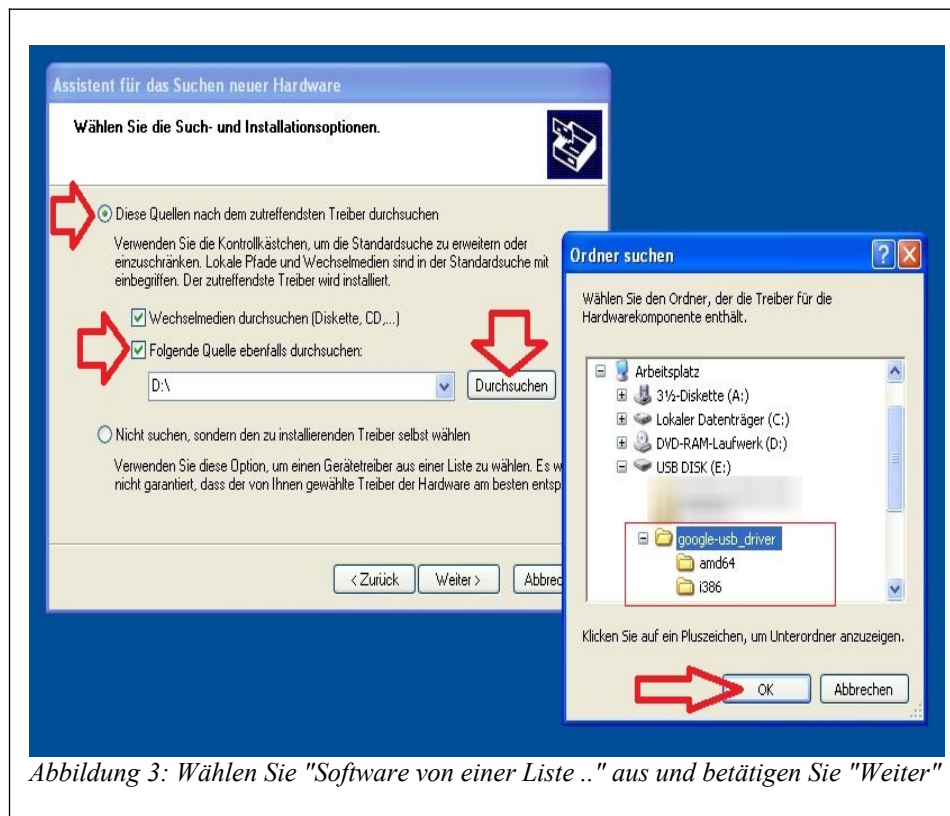 Assistent für das Suchen neuer Hardware
Wählen Sie die Such- und Installationsoptionen.
Diese Quellen nach dem zutreffendsten Treiber durchsuchen
Verwenden Sie die Kontrollkästchen, um die Standardsuche zu erweitern oder
einzuschränken. Lokale Pfade und Wechselmedien sind in der Standardsuche mit
einbegriffen. Der zutreffendste Treiber wird installiert.
Wechselmedien durchsuchen (Diskette, CD,...)
Folgende Quelle ebenfalls durchsuchen:
D:\
Durchsuchen
Nicht suchen, sondern den zu installierenden Treiber selbst wählen
Verwenden Sie diese Option, um einen Gerätetreiber aus einer Liste zu wählen. Es w
nicht garantiert, dass der von Ihnen gewählte Treiber der Hardware am besten entsp
< Zurück
Weiter >
Abbrec
Ordner suchen
Wählen Sie den Ordner, der die Treiber für die
Hardwarekomponente enthält.
Arbeitsplatz
3½-Diskette (A:)
Lokaler Datenträger (C:)
DVD-RAM-Laufwerk (D:)
USB DISK (E:)
google-usb_driver
amd64
i386
Klicken Sie auf ein Pluszeichen, um Unterordner anzuzeigen.
OK
Abbrechen
Abbildung 3: Wählen Sie "Software von einer Liste .." aus und betätigen Sie "Weiter"